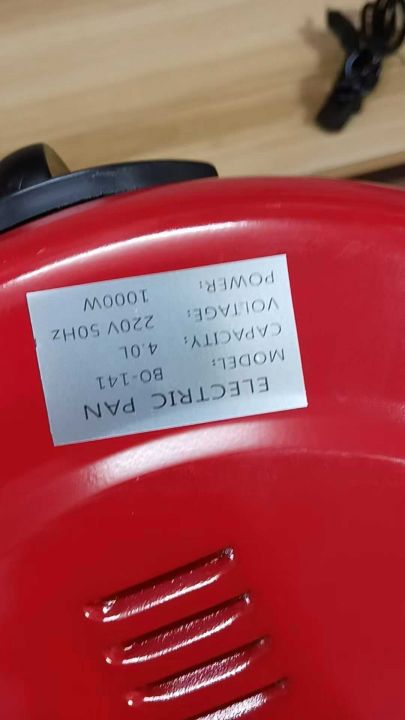 ELECTRIC PAN
MODEL: BO-141
CAPACITY: 4.0L
VOLTAGE: 220V 50Hz
POWER: 1000W